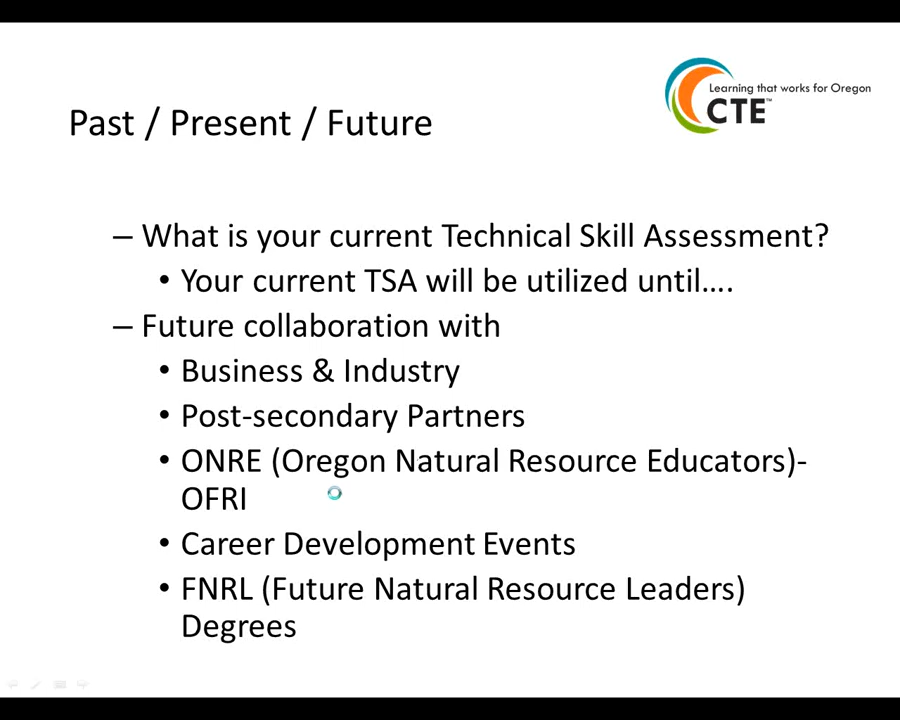 Learning that works for Oregon
CTE™
Past / Present / Future
– What is your current Technical Skill Assessment?
• Your current TSA will be utilized until….
– Future collaboration with
• Business & Industry
• Post-secondary Partners
• ONRE (Oregon Natural Resource Educators)-
OFRI
• Career Development Events
• FNRL (Future Natural Resource Leaders)
Degrees